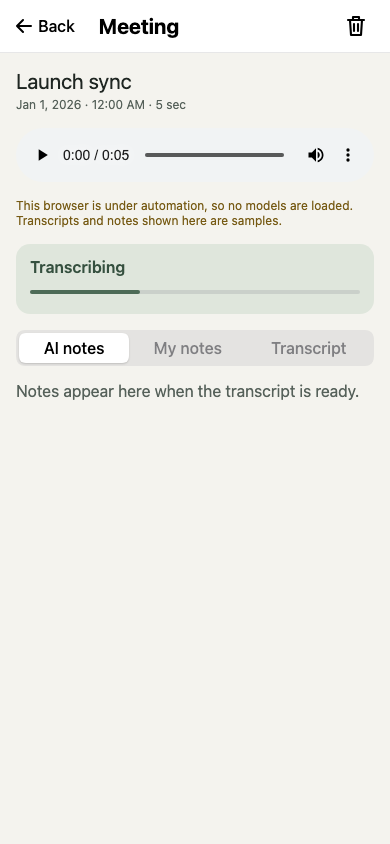 Back Meeting
Launch sync
Jan 1, 2026 · 12:00 AM · 5 sec
0:00 / 0:05
This browser is under automation, so no models are loaded.
Transcripts and notes shown here are samples.
Transcribing
AI notes My notes Transcript
Notes appear here when the transcript is ready.